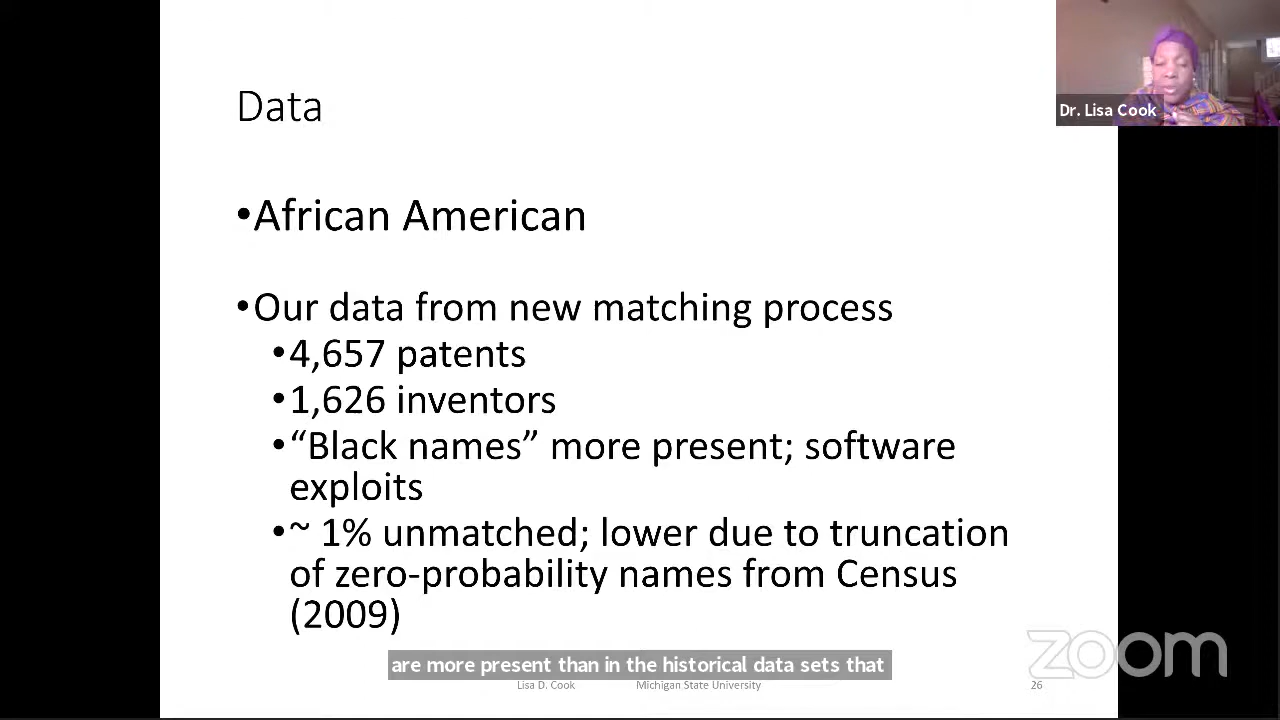 Data
Dr. Lisa Cook
•African American
•Our data from new matching process
•4,657 patents
•1,626 inventors
•“Black names” more present; software
exploits
•~ 1% unmatched; lower due to truncation
of zero-probability names from Census
(2009)
are more present than in the historical data sets that
Lisa D. Cook Michigan State University 26
zoom